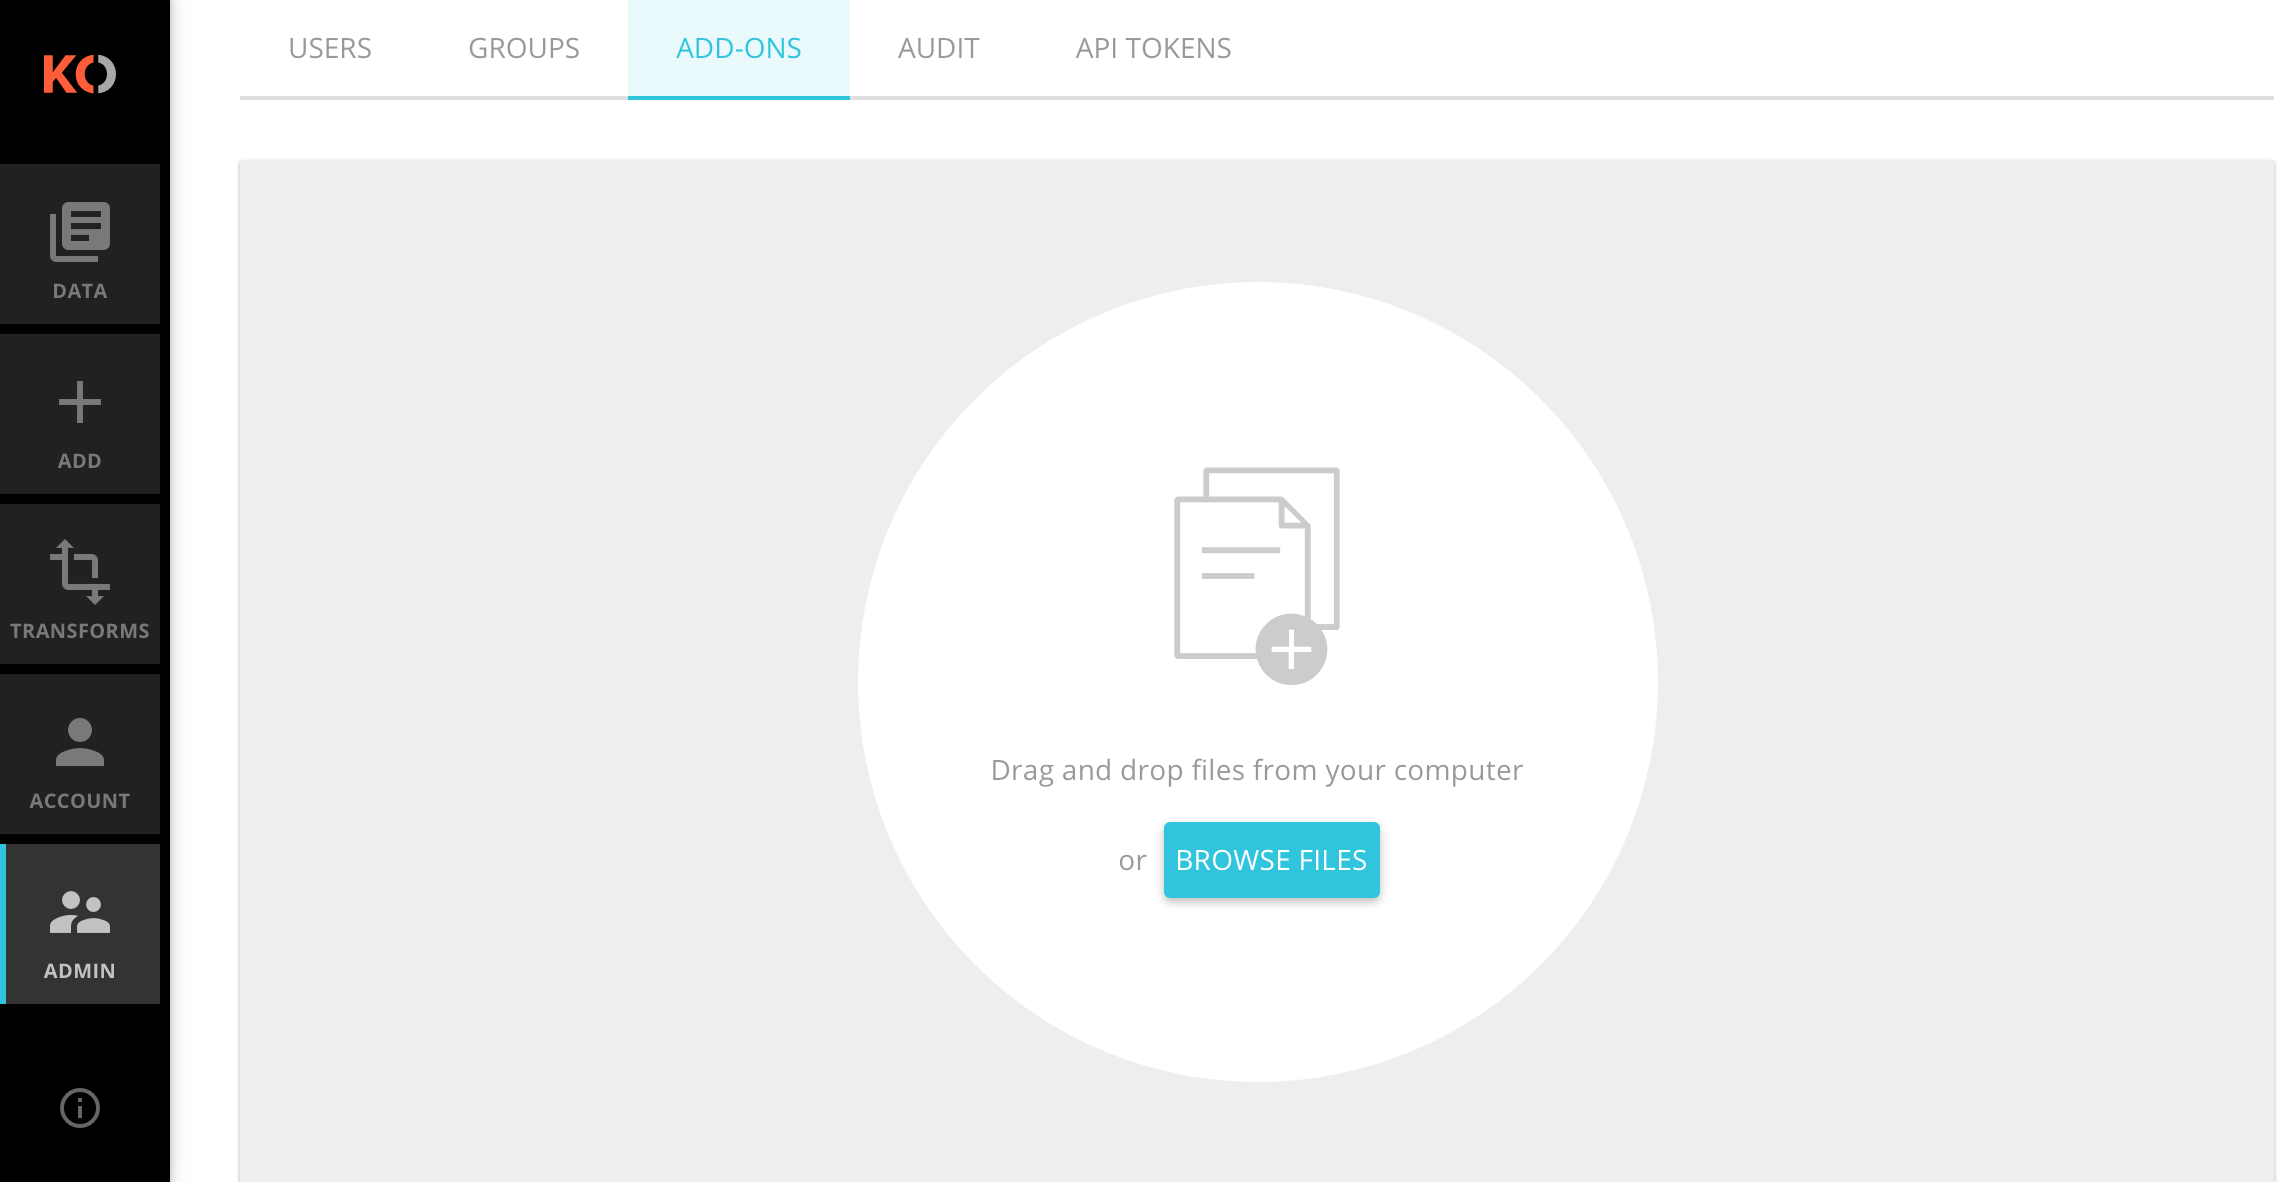 KO
DATA
ADD
TRANSFORMS
ACCOUNT
ADMIN
USERS
GROUPS
ADD-ONS
AUDIT
API TOKENS
Drag and drop files from your computer
or BROWSE FILES